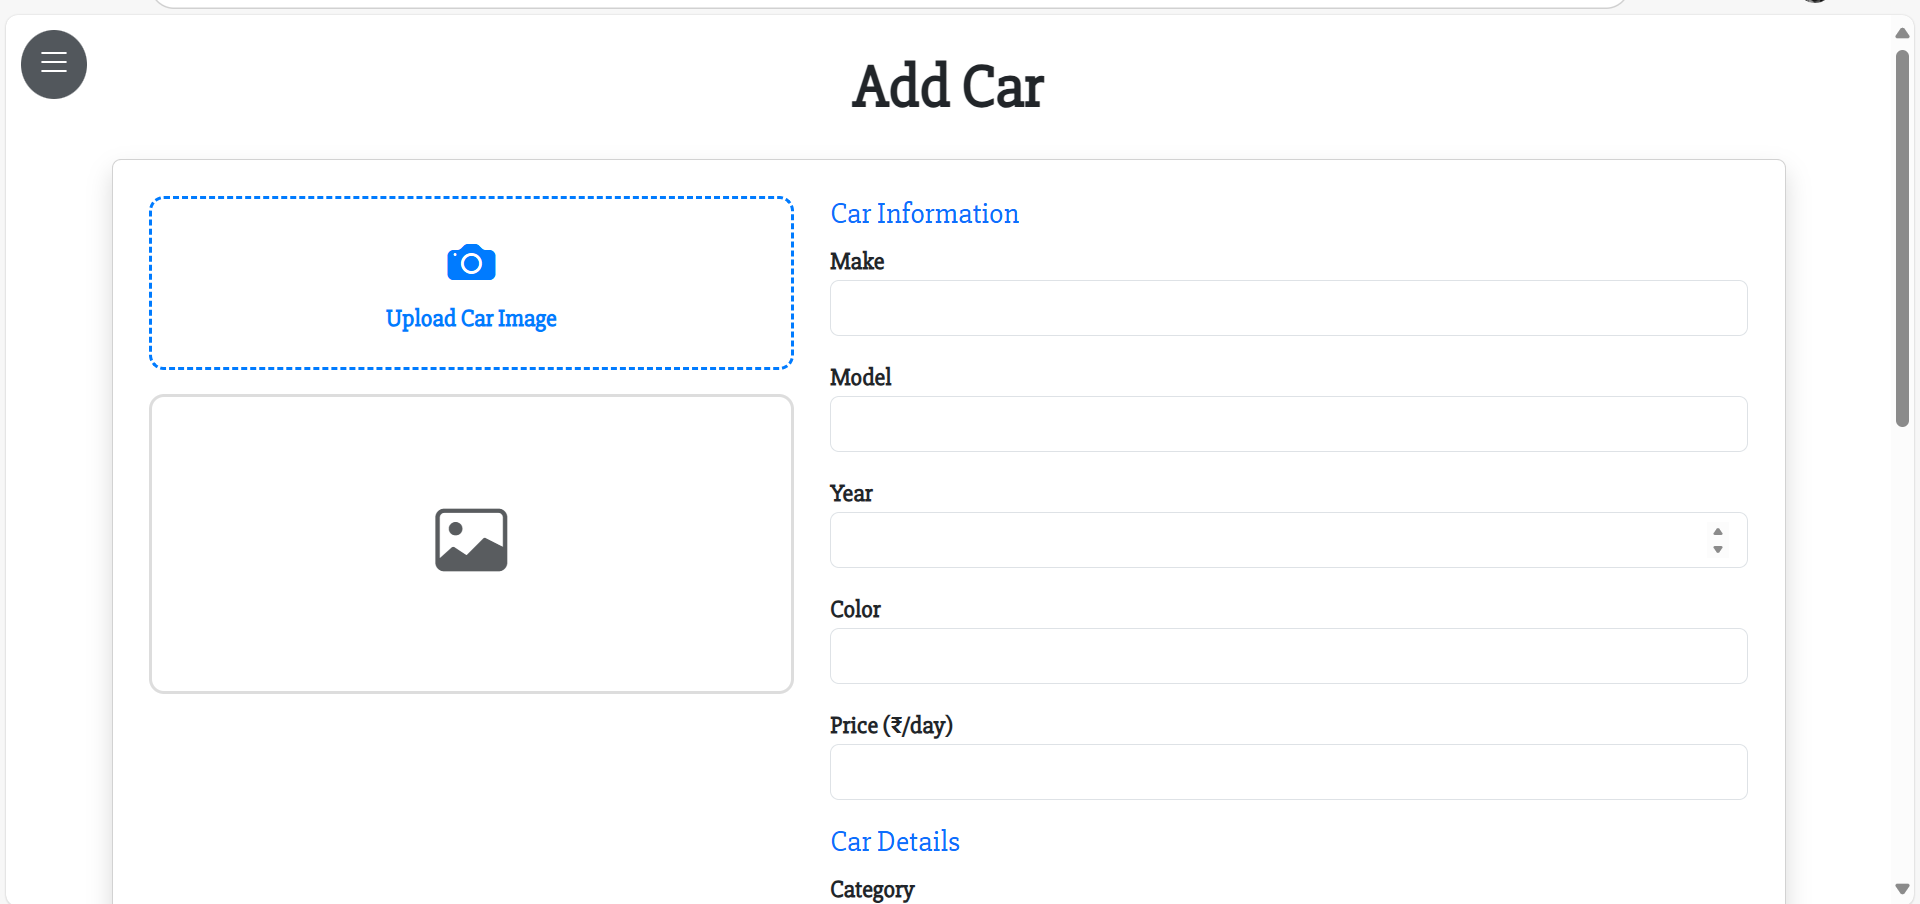 Add Car
Upload Car Image
Car Information
Make
Model
Year
Color
Price (₹/day)
Car Details
Category